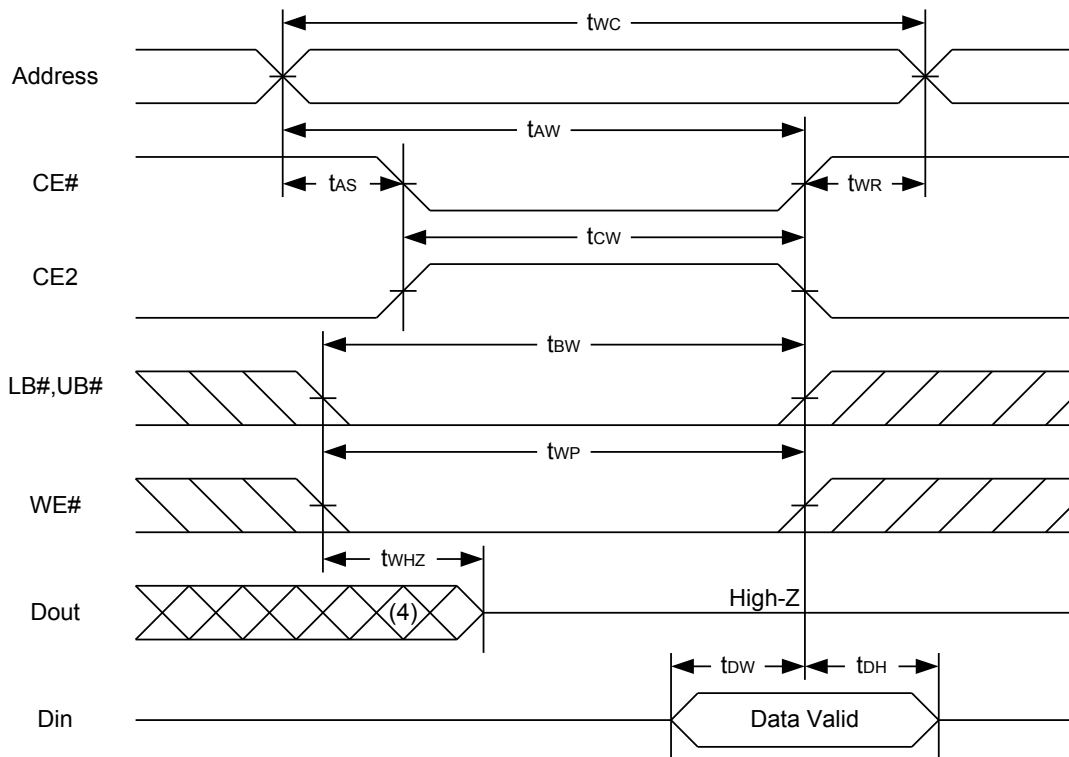 tWC
Address
tAW
CE# tAS tWR
tCW
CE2
tBW
LB#,UB#
tWP
WE#
tWHZ
Dout (4) High-Z
tDW tDH
Din Data Valid